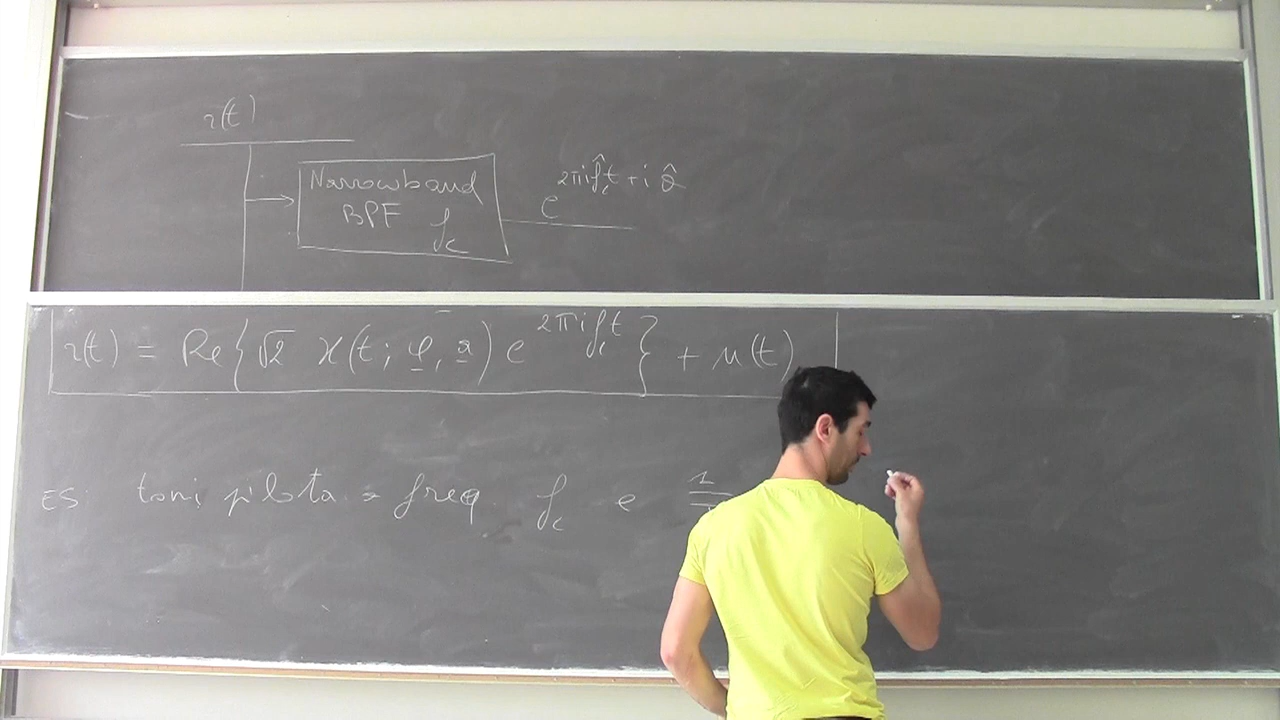 r(t)
Narrowband
BPF f_c
e^{2πi f̂_c t + i θ̂}
r(t) = Re{√2 x(t; φ, a) e^{2πi f_c t}} + n(t)
ES: toni pilota a freq. f_c e